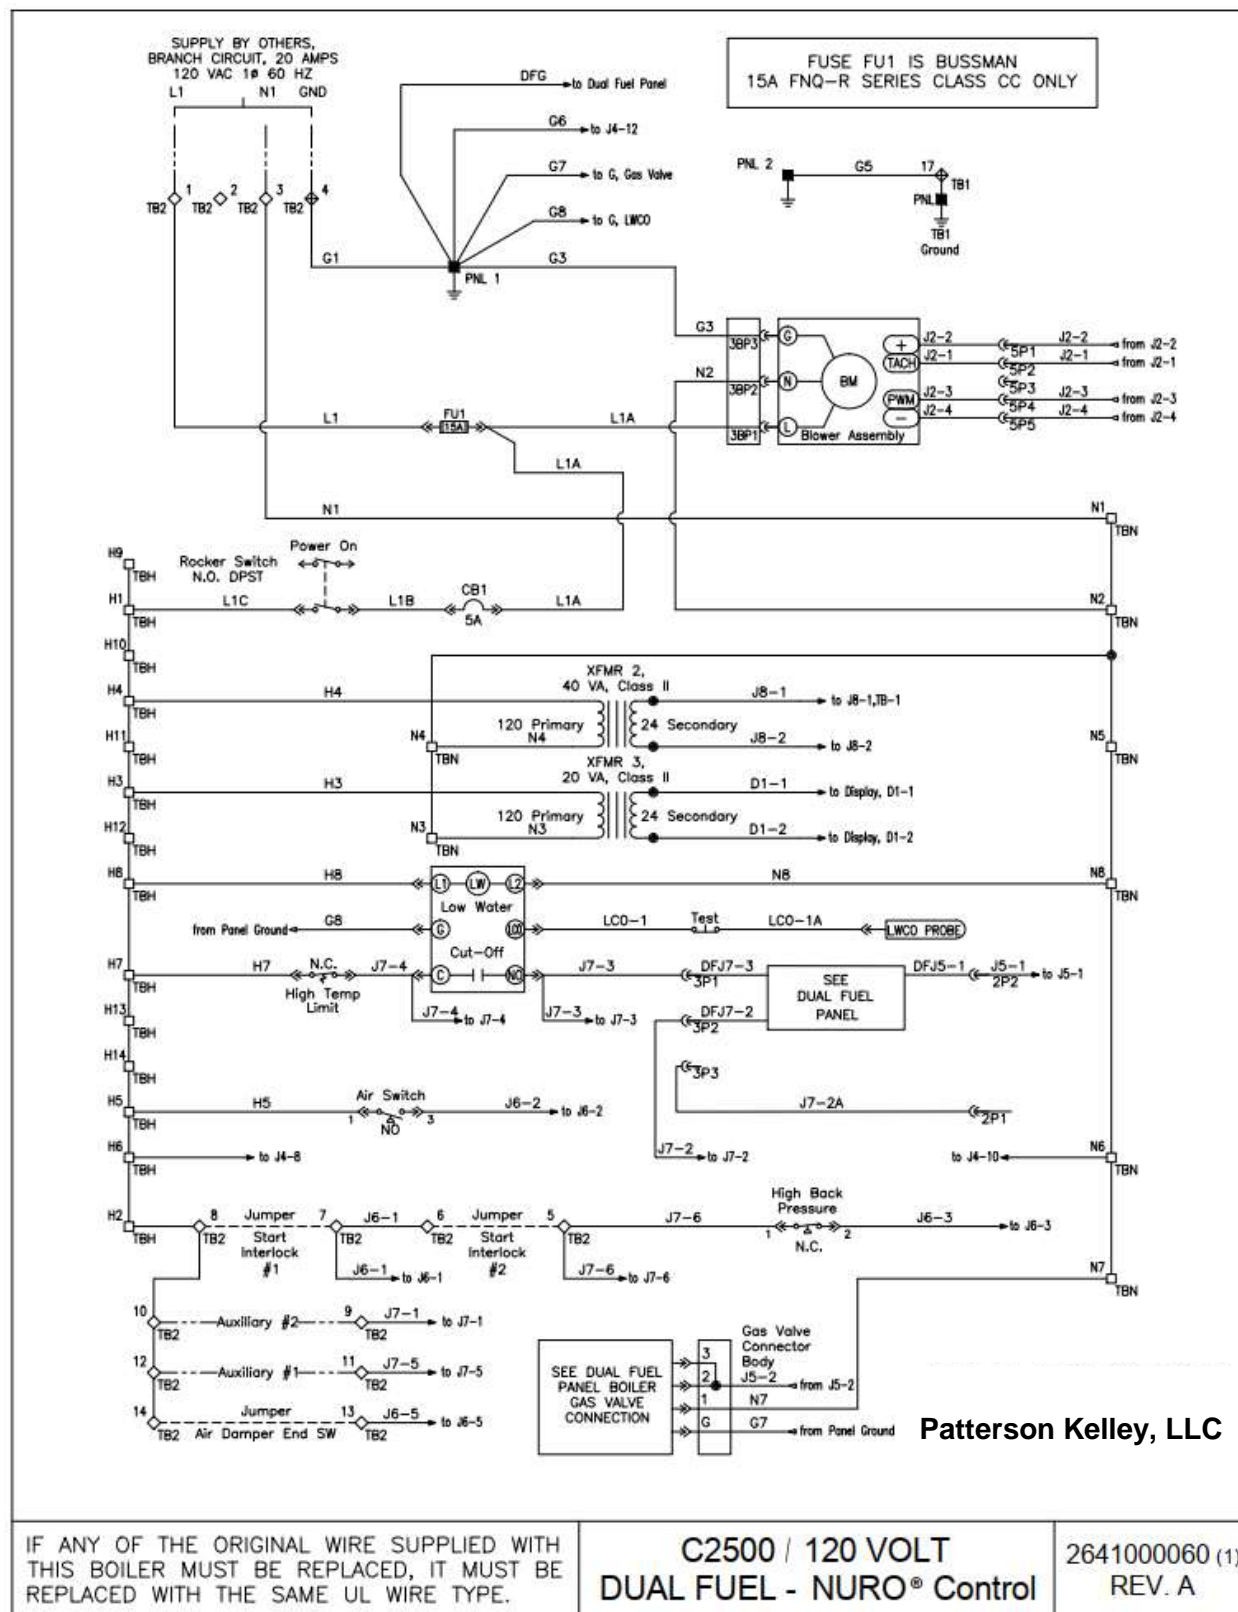 SUPPLY BY OTHERS,
BRANCH CIRCUIT, 20 AMPS
120 VAC 1ø 60 HZ
L1 N1 GND
DFG to Dual Fuel Panel
FUSE FU1 IS BUSSMAN
15A FNQ-R SERIES CLASS CC ONLY
G6 to J4-12
G7 to G, Gas Valve
G8 to G, LWCO
PNL 2 G5 17 TB1
PNL
TB1
Ground
1 2 3 4
TB2 TB2 TB2 TB2
G1 G3
PNL 1
G3 3BP3 G + J2-2 J2-2 from J2-2
5P1
TACH J2-1 J2-1 from J2-1
5P2
N2 3BP2 N BM
5P3
PWM J2-3 J2-3 from J2-3
5P4
- J2-4 J2-4 from J2-4
5P5
L1 FU1 15A L1A 3BP1 L Blower Assembly
L1A
N1 N1 TBN
H9 TBH
Rocker Switch
N.O. DPST
Power On
H1 TBH L1C L1B CB1 5A L1A N2 TBN
H10 TBH
XFMR 2,
40 VA, Class II
H4 TBH H4 J8-1 to J8-1,TB-1
120 Primary 24 Secondary
H11 TBH N4 TBN N4 J8-2 to J8-2 N5 TBN
XFMR 3,
20 VA, Class II
H3 TBH H3 D1-1 to Display, D1-1
120 Primary 24 Secondary
H12 TBH N3 TBN N3 D1-2 to Display, D1-2
H8 TBH H8 L1 LW L2 N8 N8 TBN
Low Water
from Panel Ground G8 G LCO LCO-1 Test LCO-1A LWCO PROBE
Cut-Off
H7 TBH H7 N.C. J7-4 C NO J7-3 DFJ7-3 DFJ5-1 J5-1 to J5-1
High Temp
Limit
3P1 2P2
SEE
DUAL FUEL
PANEL
H13 TBH J7-4 to J7-4 J7-3 to J7-3 DFJ7-2
3P2
H14 TBH
3P3
H5 TBH H5 Air Switch 1 NO 3 J6-2 to J6-2 J7-2A 2P1
H6 TBH to J4-8 J7-2 to J7-2 to J4-10 N6 TBN
High Back
Pressure
H2 TBH 8 Jumper 7 J6-1 6 Jumper 5 J7-6 1 N.C. 2 J6-3 to J6-3
TB2 Start TB2 TB2 Start TB2
Interlock Interlock
#1 #2
J6-1 to J6-1 J7-6 to J7-6
N7 TBN
10 Auxiliary #2 9 J7-1 to J7-1
TB2 TB2
12 Auxiliary #1 11 J7-5 to J7-5
TB2 TB2
14 Jumper 13 J6-5 to J6-5
TB2 Air Damper End SW TB2
SEE DUAL FUEL
PANEL BOILER
GAS VALVE
CONNECTION
Gas Valve
Connector
Body
3
2 J5-2 from J5-2
1 N7
G G7 from Panel Ground
Patterson Kelley, LLC
IF ANY OF THE ORIGINAL WIRE SUPPLIED WITH
THIS BOILER MUST BE REPLACED, IT MUST BE
REPLACED WITH THE SAME UL WIRE TYPE.
C2500 / 120 VOLT
DUAL FUEL - NURO® Control
2641000060 (1)
REV. A